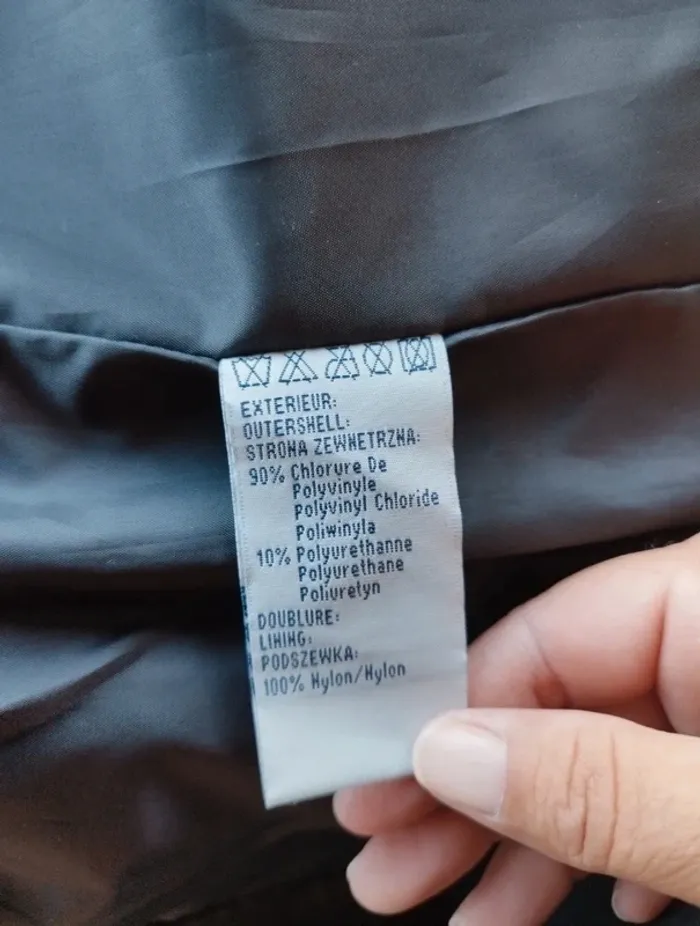 EXTERIEUR:
OUTERSHELL:
STRONA ZEWNETRZNA:
90% Chlorure De
Polyvinyle
Polyvinyl Chloride
Poliwinyla
10% Polyurethanne
Polyurethane
Poliuretyn
DOUBLURE:
LINING:
PODSZEWKA:
100% Nylon/Nylon